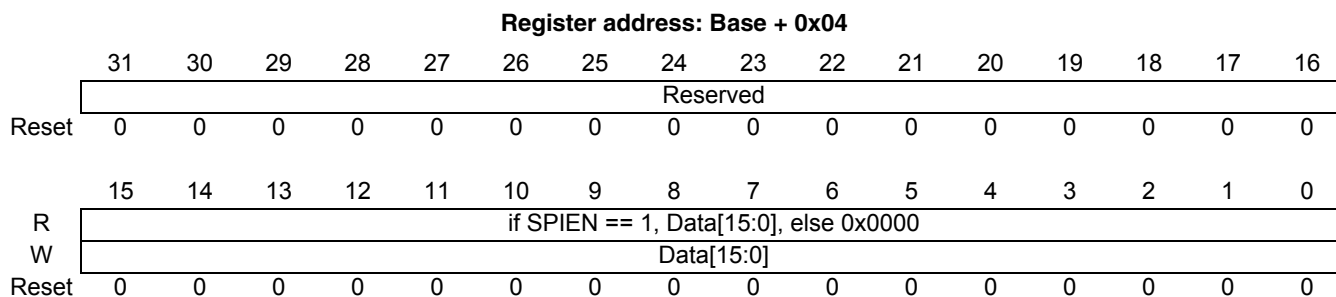 Register address: Base + 0x04
31 30 29 28 27 26 25 24 23 22 21 20 19 18 17 16
Reserved
Reset 0 0 0 0 0 0 0 0 0 0 0 0 0 0 0 0
15 14 13 12 11 10 9 8 7 6 5 4 3 2 1 0
R if SPIEN == 1, Data[15:0], else 0x0000
W Data[15:0]
Reset 0 0 0 0 0 0 0 0 0 0 0 0 0 0 0 0